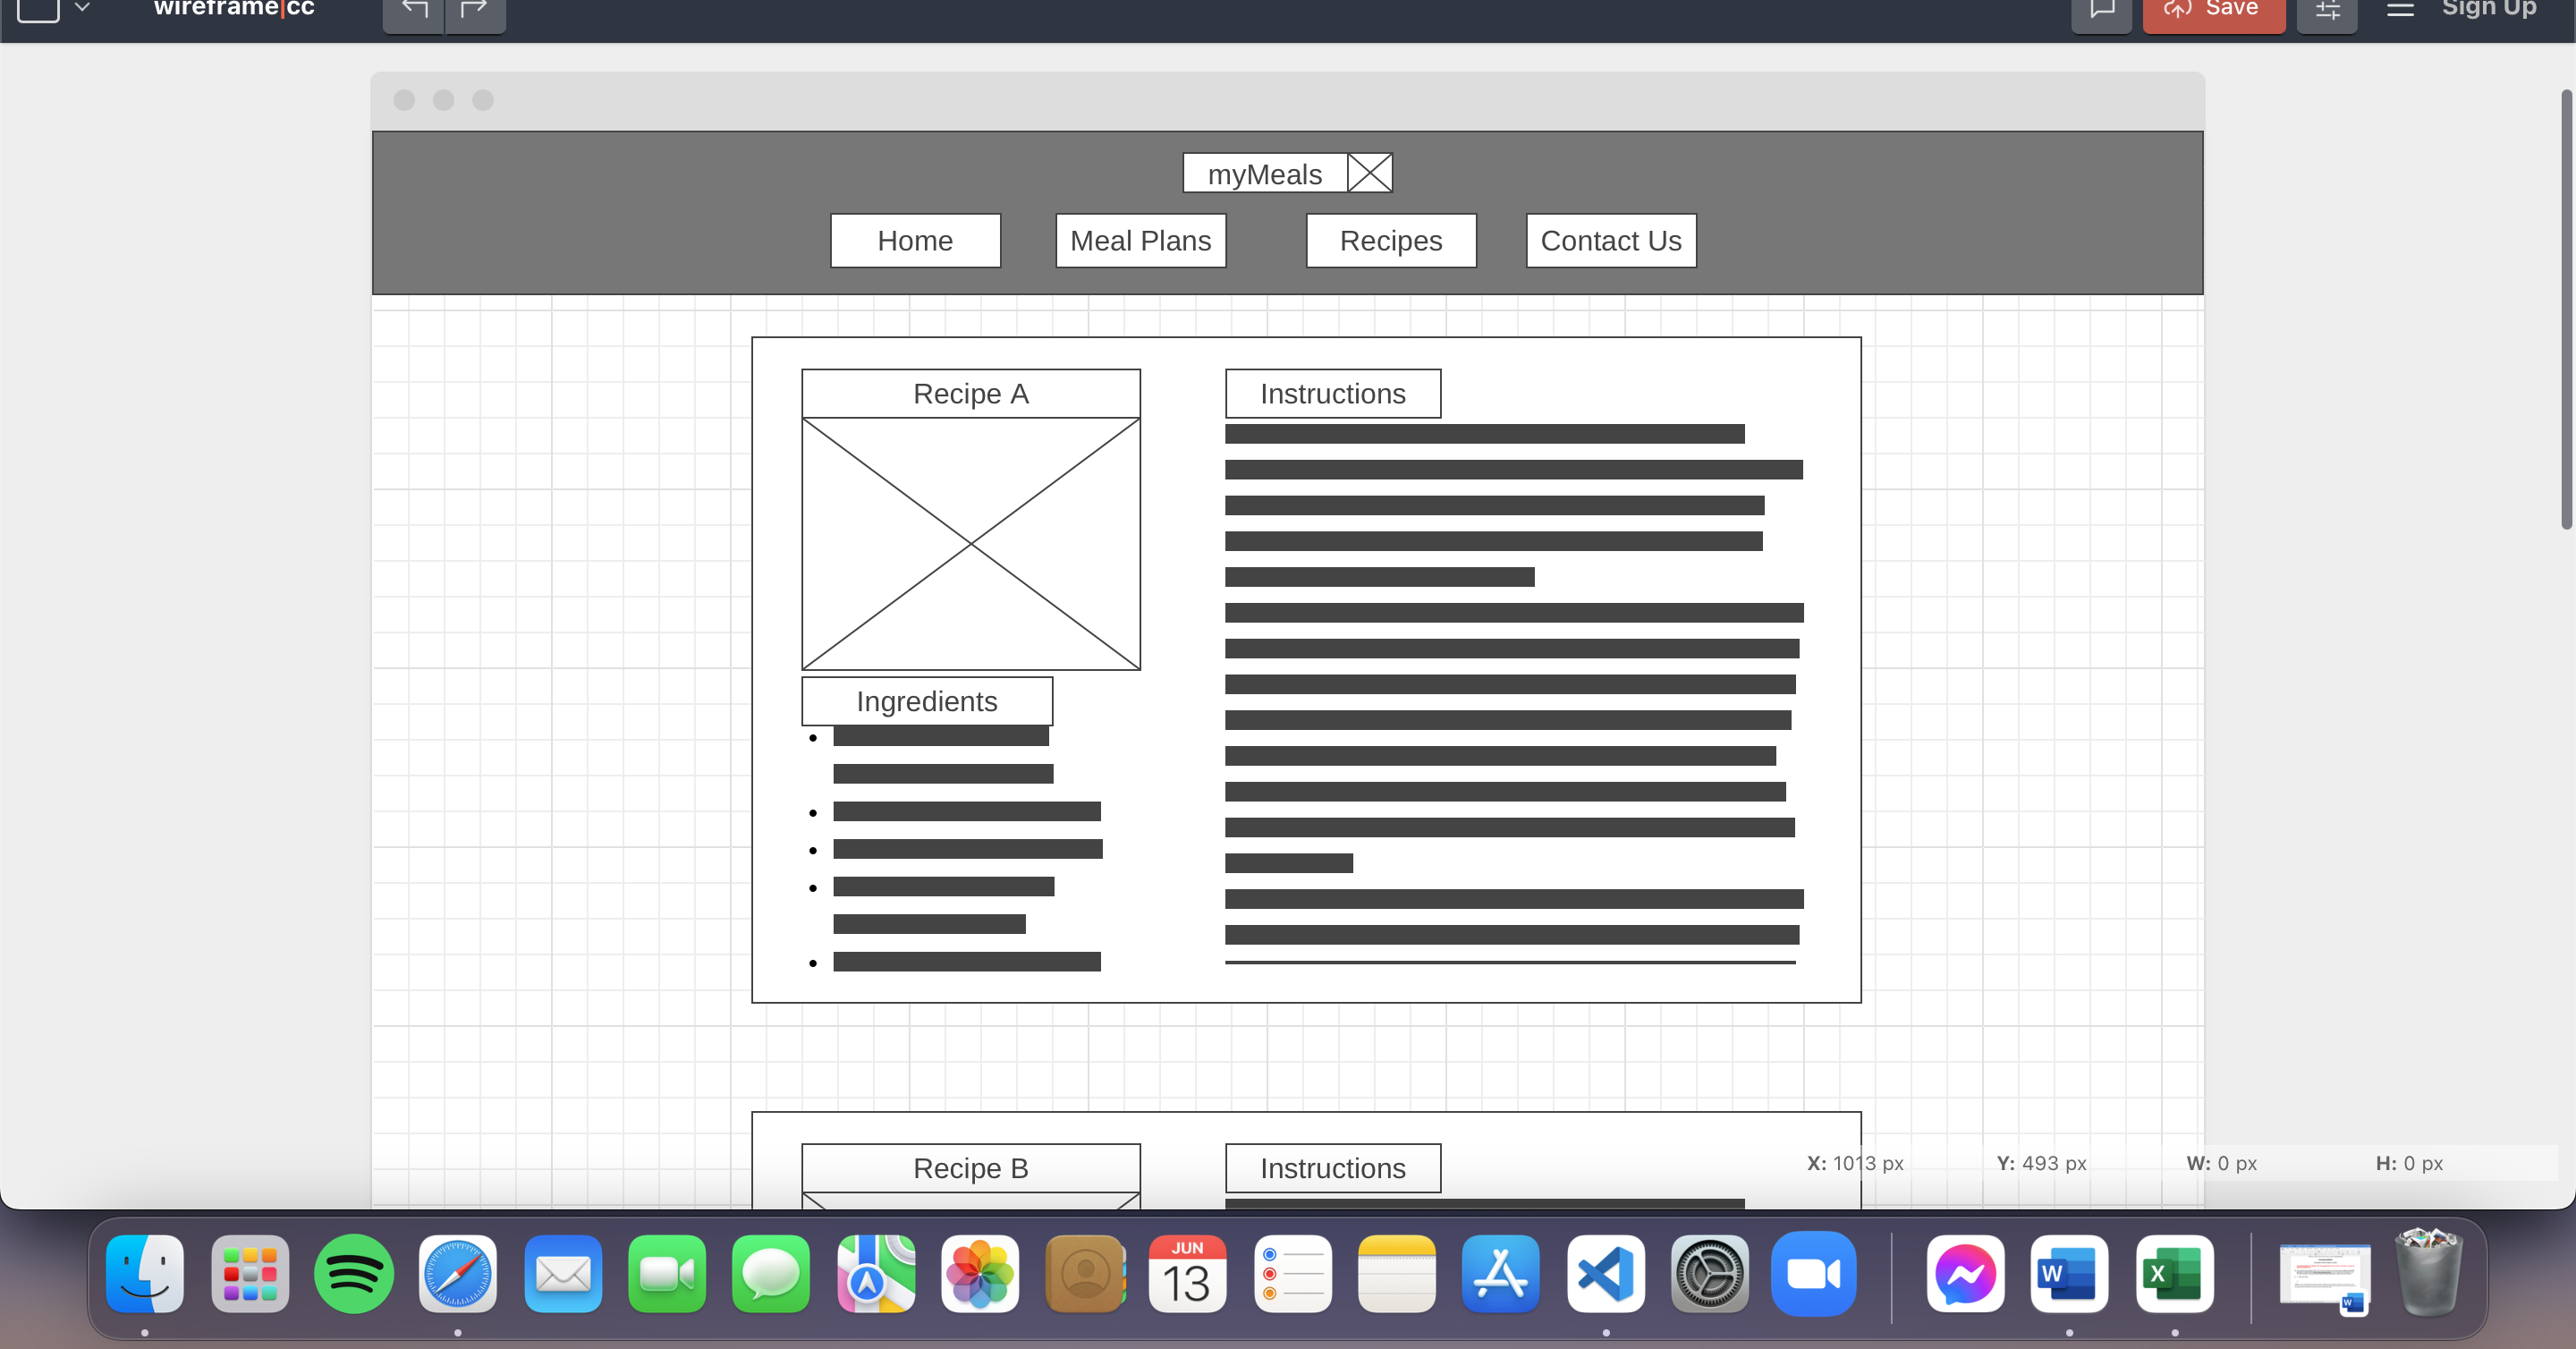 wireframe|cc
Save
Sign Up
myMeals
Home
Meal Plans
Recipes
Contact Us
Recipe A
Instructions
Ingredients
Recipe B
Instructions
X: 1013 px
Y: 493 px
W: 0 px
H: 0 px
JUN
13
W
X
W